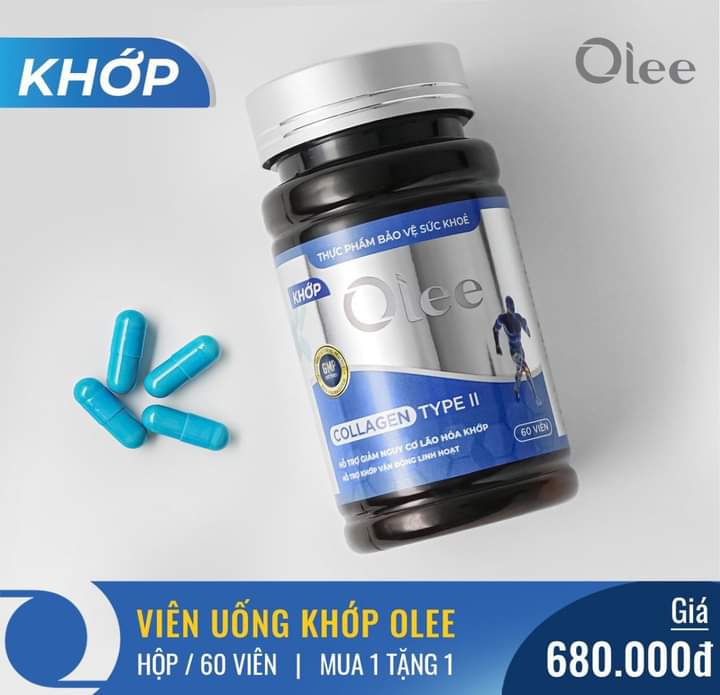 KHỚP
Olee
THỰC PHẨM BẢO VỆ SỨC KHOẺ
KHỚP
Olee
GMP
COLLAGEN TYPE II
60 VIÊN
HỖ TRỢ GIẢM NGUY CƠ LÃO HÓA KHỚP
HỖ TRỢ KHỚP VẬN ĐỘNG LINH HOẠT
VIÊN UỐNG KHỚP OLEE
HỘP / 60 VIÊN | MUA 1 TẶNG 1
Giá
680.000đ